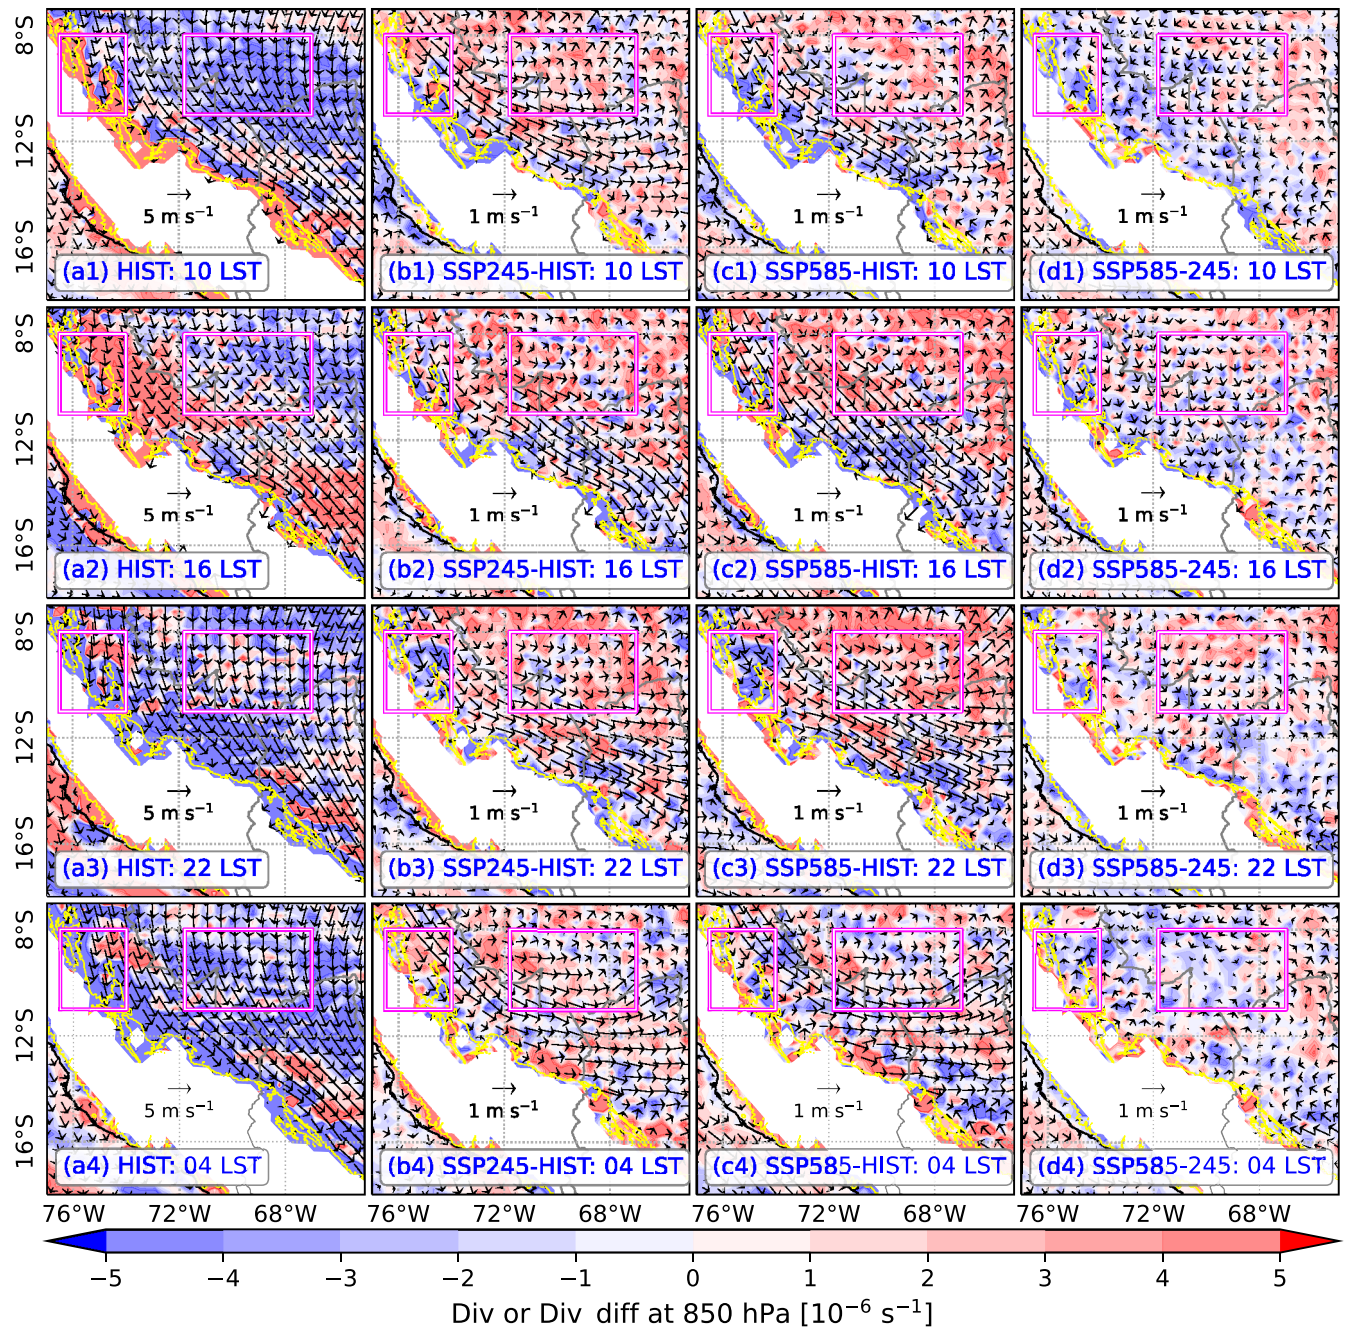 8°S
12°S
16°S
5 m s⁻¹
1 m s⁻¹
1 m s⁻¹
1 m s⁻¹
(a1) HIST: 10 LST
(b1) SSP245-HIST: 10 LST
(c1) SSP585-HIST: 10 LST
(d1) SSP585-245: 10 LST
8°S
12°S
16°S
5 m s⁻¹
1 m s⁻¹
1 m s⁻¹
1 m s⁻¹
(a2) HIST: 16 LST
(b2) SSP245-HIST: 16 LST
(c2) SSP585-HIST: 16 LST
(d2) SSP585-245: 16 LST
8°S
12°S
16°S
5 m s⁻¹
1 m s⁻¹
1 m s⁻¹
1 m s⁻¹
(a3) HIST: 22 LST
(b3) SSP245-HIST: 22 LST
(c3) SSP585-HIST: 22 LST
(d3) SSP585-245: 22 LST
8°S
12°S
16°S
5 m s⁻¹
1 m s⁻¹
1 m s⁻¹
1 m s⁻¹
(a4) HIST: 04 LST
(b4) SSP245-HIST: 04 LST
(c4) SSP585-HIST: 04 LST
(d4) SSP585-245: 04 LST
76°W 72°W 68°W 76°W 72°W 68°W 76°W 72°W 68°W 76°W 72°W 68°W
−5 −4 −3 −2 −1 0 1 2 3 4 5
Div or Div diff at 850 hPa [10⁻⁶ s⁻¹]